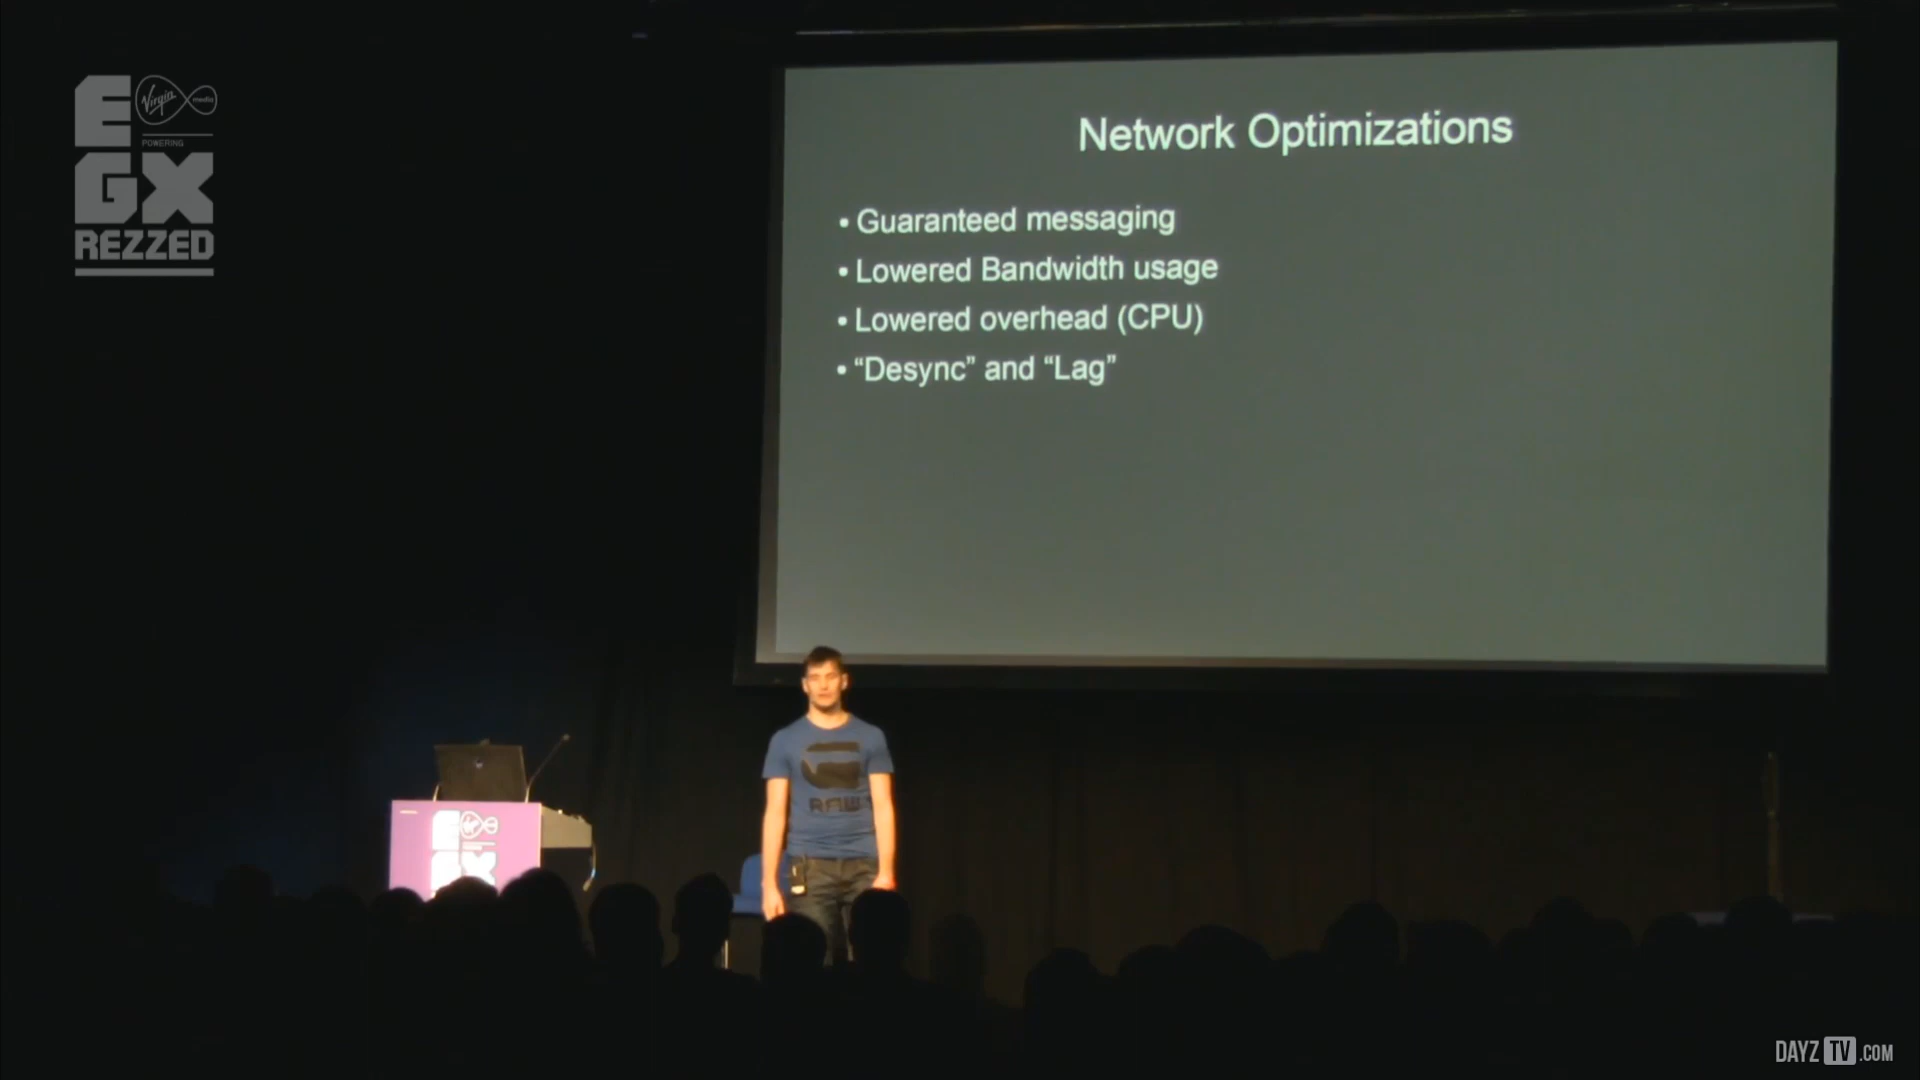 E
Virgin media
POWERING
GX
REZZED
Network Optimizations
• Guaranteed messaging
• Lowered Bandwidth usage
• Lowered overhead (CPU)
• “Desync” and “Lag”
RAW
E
GX
DAYZ TV .COM